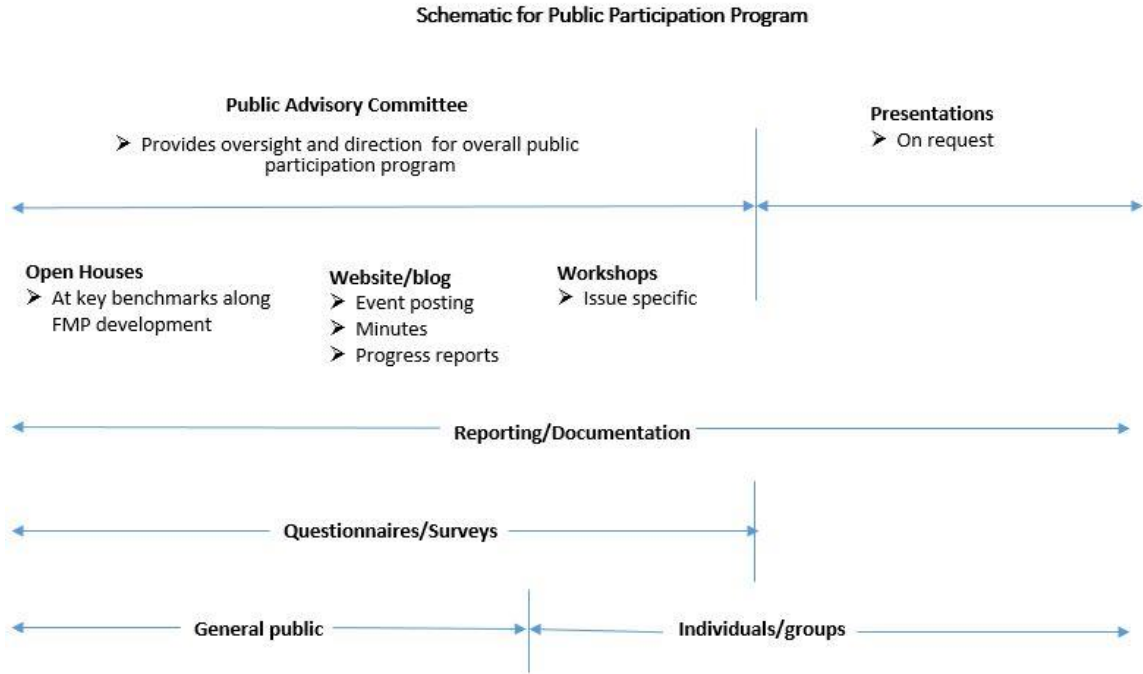 Schematic for Public Participation Program
Public Advisory Committee
➢ Provides oversight and direction for overall public
participation program
Presentations
➢ On request
Open Houses
➢ At key benchmarks along
FMP development
Website/blog
➢ Event posting
➢ Minutes
➢ Progress reports
Workshops
➢ Issue specific
Reporting/Documentation
Questionnaires/Surveys
General public
Individuals/groups